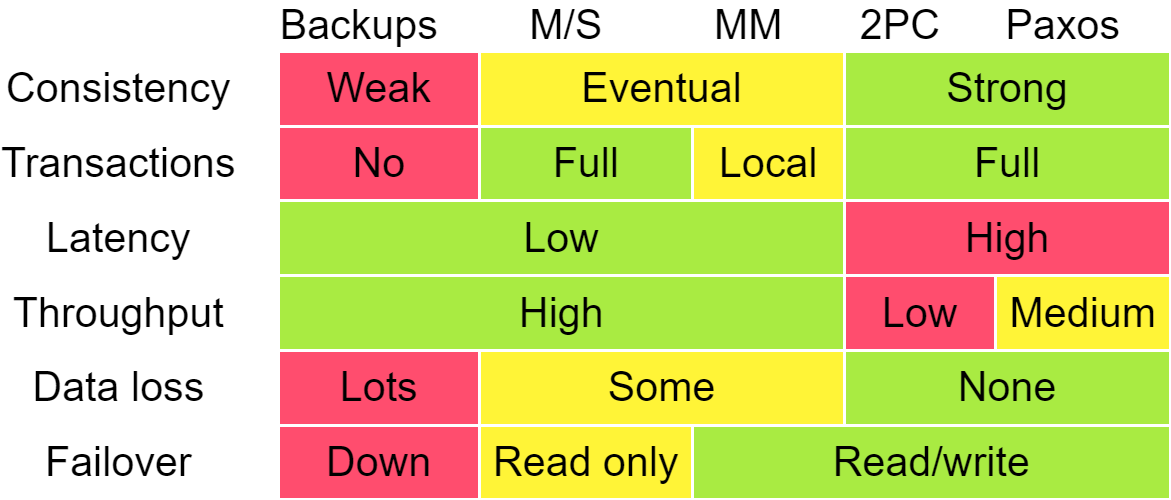 Backups M/S MM 2PC Paxos
Consistency Weak Eventual Strong
Transactions No Full Local Full
Latency Low High
Throughput High Low Medium
Data loss Lots Some None
Failover Down Read only Read/write